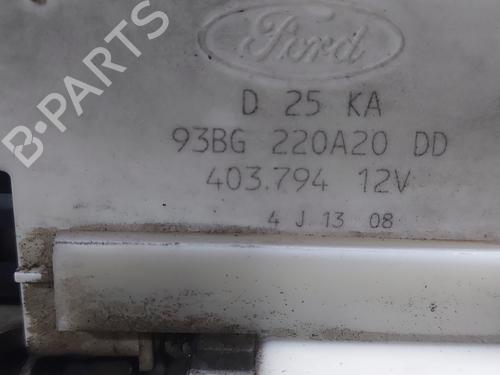 B-PARTS
Ford
D 25 KA
93BG 220A20 DD
403.794 12V
4 J 13 08